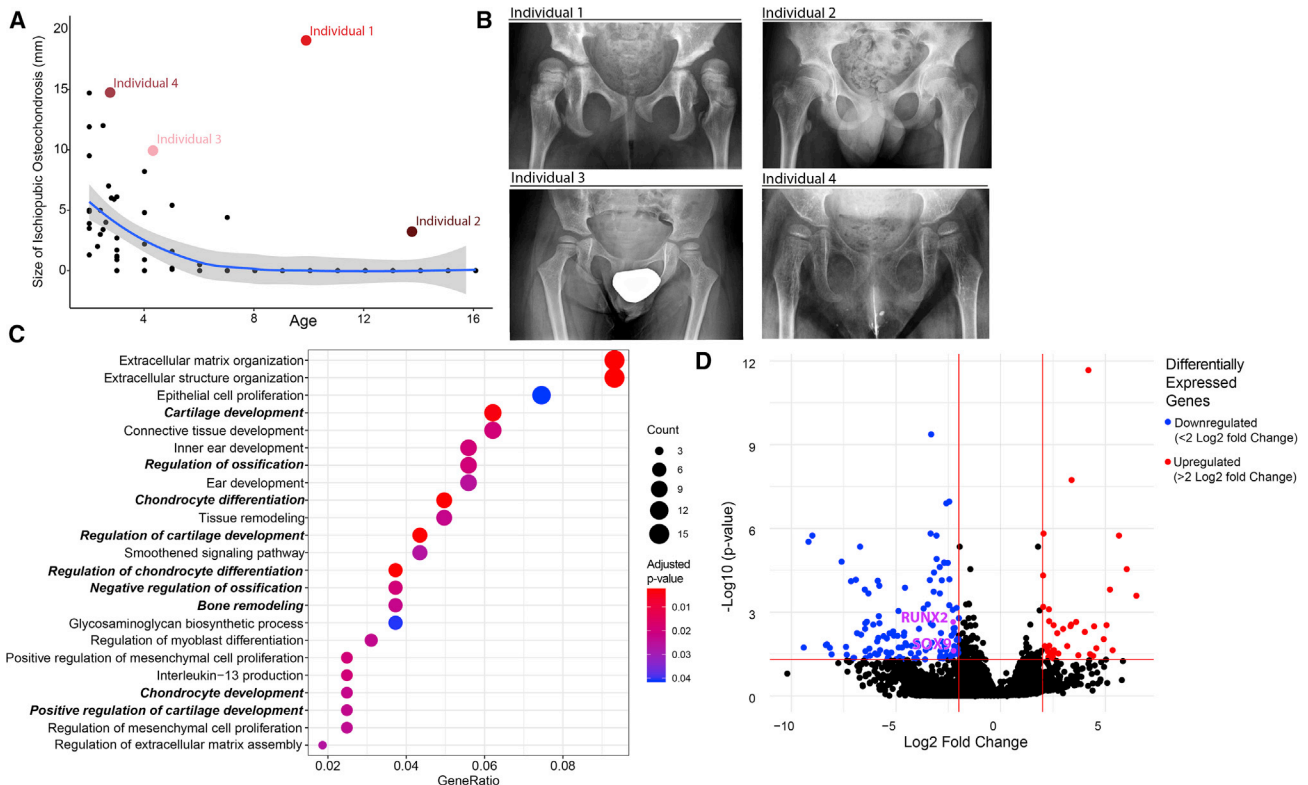 A
Size of Ischiopubic Osteochondrosis (mm)
20
15
10
5
0
4
8
12
16
Age
Individual 1
Individual 4
Individual 3
Individual 2
B
Individual 1
Individual 2
Individual 3
Individual 4
C
Extracellular matrix organization
Extracellular structure organization
Epithelial cell proliferation
Cartilage development
Connective tissue development
Inner ear development
Regulation of ossification
Ear development
Chondrocyte differentiation
Tissue remodeling
Regulation of cartilage development
Smoothened signaling pathway
Regulation of chondrocyte differentiation
Negative regulation of ossification
Bone remodeling
Glycosaminoglycan biosynthetic process
Regulation of myoblast differentiation
Positive regulation of mesenchymal cell proliferation
Interleukin−13 production
Chondrocyte development
Positive regulation of cartilage development
Regulation of mesenchymal cell proliferation
Regulation of extracellular matrix assembly
0.02
0.04
0.06
0.08
GeneRatio
Count
3
6
9
12
15
Adjusted
p-value
0.01
0.02
0.03
0.04
D
-Log10 (p-value)
12
9
6
3
0
RUNX2
SOX9
−10
−5
0
5
Log2 Fold Change
Differentially
Expressed
Genes
Downregulated
(<2 Log2 fold Change)
Upregulated
(>2 Log2 fold Change)